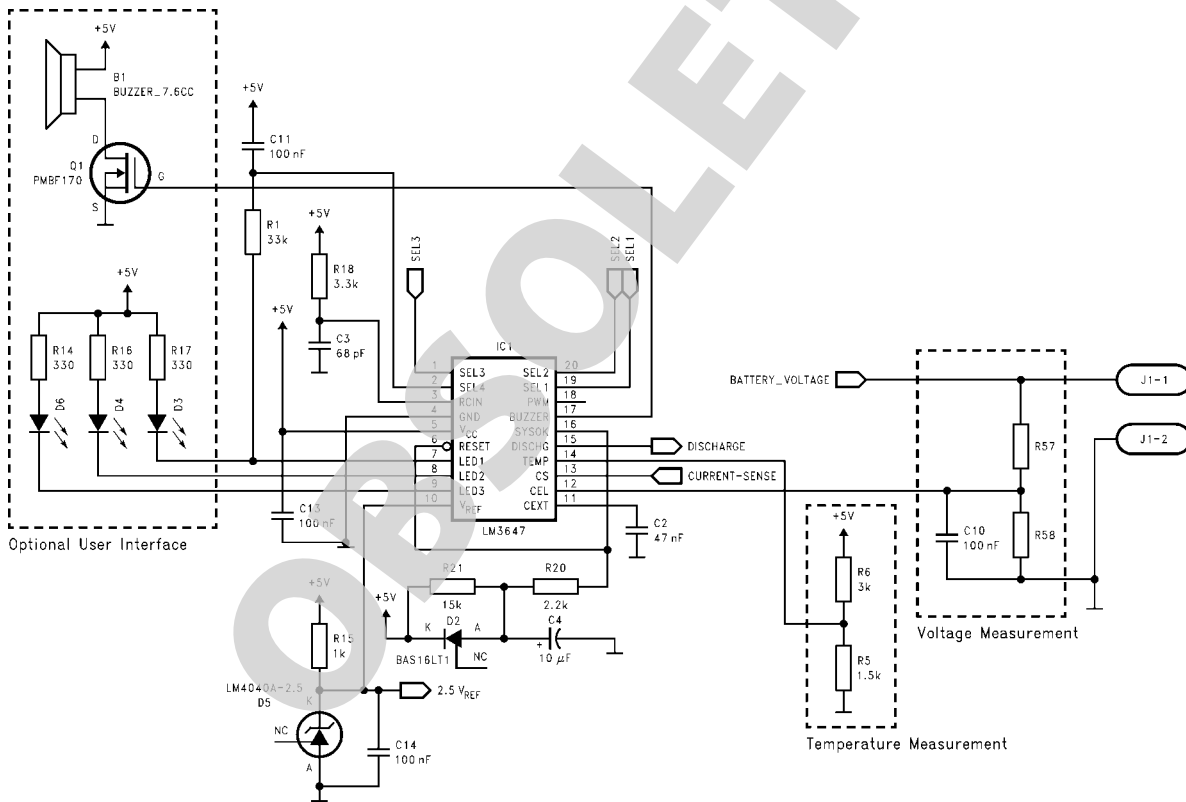 OBSOLETE
+5V
B1
BUZZER_7.6CC
D
Q1
PMBF170
G
S
+5V
C11
100 nF
R1
33k
+5V
R18
3.3k
C3
68 pF
SEL3
SEL2
SEL1
+5V
R14
330
R16
330
R17
330
D6
D4
D3
Optional User Interface
+5V
IC1
1 SEL3 SEL2 20
2 SEL4 SEL1 19
3 RCIN PWM 18
4 GND BUZZER 17
5 VCC SYSOK 16
6 RESET DISCHG 15
7 LED1 TEMP 14
8 LED2 CS 13
9 LED3 CEL 12
10 VREF CEXT 11
LM3647
DISCHARGE
CURRENT-SENSE
C2
47 nF
C13
100 nF
BATTERY_VOLTAGE
J1-1
J1-2
R57
R58
C10
100 nF
Voltage Measurement
+5V
R6
3k
R5
1.5k
Temperature Measurement
+5V
R21
15k
R20
2.2k
K D2 A
BAS16LT1
NC
C4
+
10 µF
+5V
R15
1k
LM4040A-2.5
D5
K
NC
A
2.5 VREF
C14
100 nF